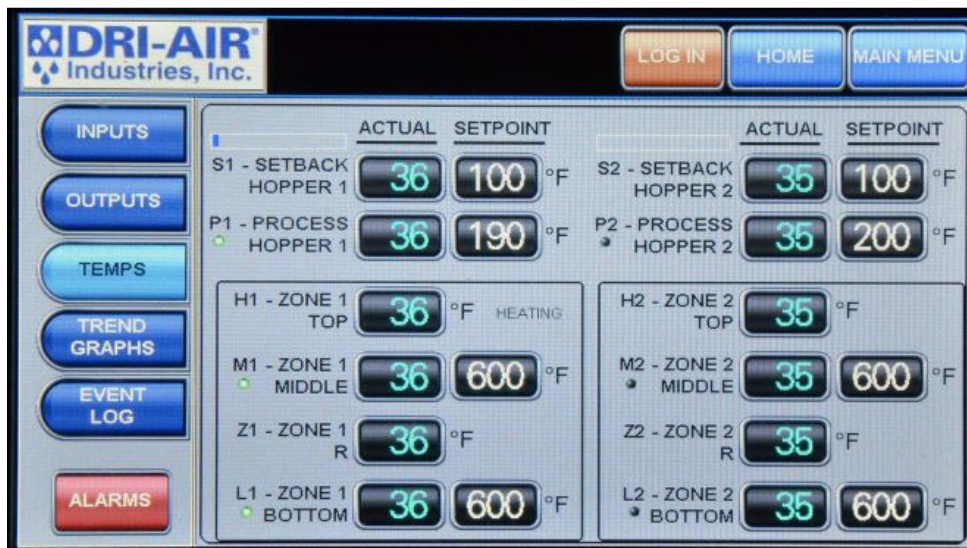 DRI-AIR®
Industries, Inc.
LOG IN
HOME
MAIN MENU
INPUTS
OUTPUTS
TEMPS
TREND
GRAPHS
EVENT
LOG
ALARMS
ACTUAL SETPOINT
S1 - SETBACK
HOPPER 1
36 100 °F
P1 - PROCESS
HOPPER 1
36 190 °F
H1 - ZONE 1
TOP
36 °F HEATING
M1 - ZONE 1
MIDDLE
36 600 °F
Z1 - ZONE 1
R
36 °F
L1 - ZONE 1
BOTTOM
36 600 °F
ACTUAL SETPOINT
S2 - SETBACK
HOPPER 2
35 100 °F
P2 - PROCESS
HOPPER 2
35 200 °F
H2 - ZONE 2
TOP
35 °F
M2 - ZONE 2
MIDDLE
35 600 °F
Z2 - ZONE 2
R
35 °F
L2 - ZONE 2
BOTTOM
35 600 °F